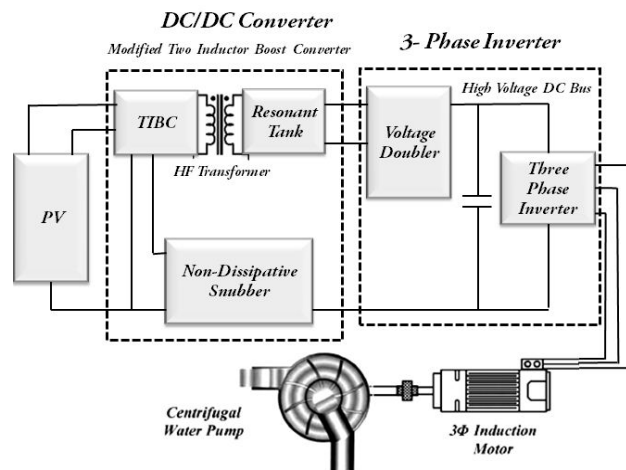 DC/DC Converter
Modified Two Inductor Boost Converter
3- Phase Inverter
High Voltage DC Bus
TIBC
Resonant
Tank
HF Transformer
Voltage
Doubler
Three
Phase
Inverter
PV
Non-Dissipative
Snubber
Centrifugal
Water Pump
3Φ Induction
Motor